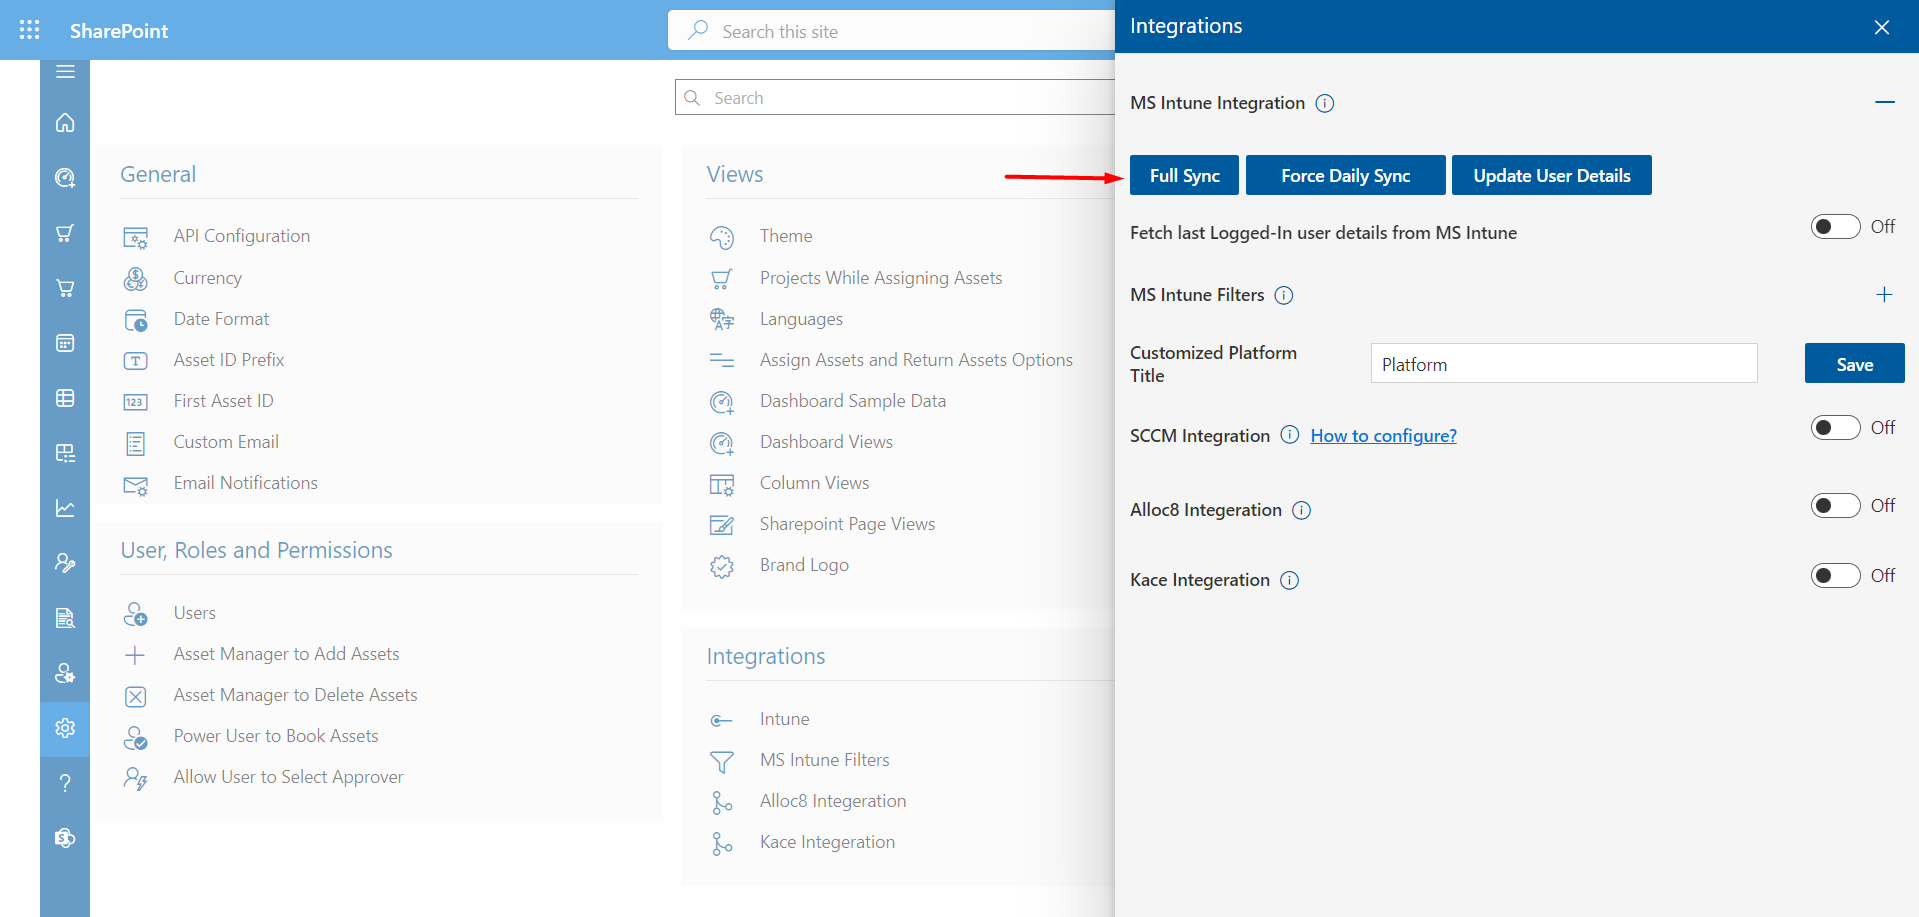 SharePoint
Search this site
Search
General
API Configuration
Currency
Date Format
Asset ID Prefix
First Asset ID
Custom Email
Email Notifications
User, Roles and Permissions
Users
Asset Manager to Add Assets
Asset Manager to Delete Assets
Power User to Book Assets
Allow User to Select Approver
Views
Theme
Projects While Assigning Assets
Languages
Assign Assets and Return Assets Options
Dashboard Sample Data
Dashboard Views
Column Views
Sharepoint Page Views
Brand Logo
Integrations
Intune
MS Intune Filters
Alloc8 Integeration
Kace Integeration
Integrations
MS Intune Integration
Full Sync
Force Daily Sync
Update User Details
Fetch last Logged-In user details from MS Intune
Off
MS Intune Filters
Customized Platform
Title
Platform
Save
SCCM Integration
How to configure?
Off
Alloc8 Integeration
Off
Kace Integeration
Off